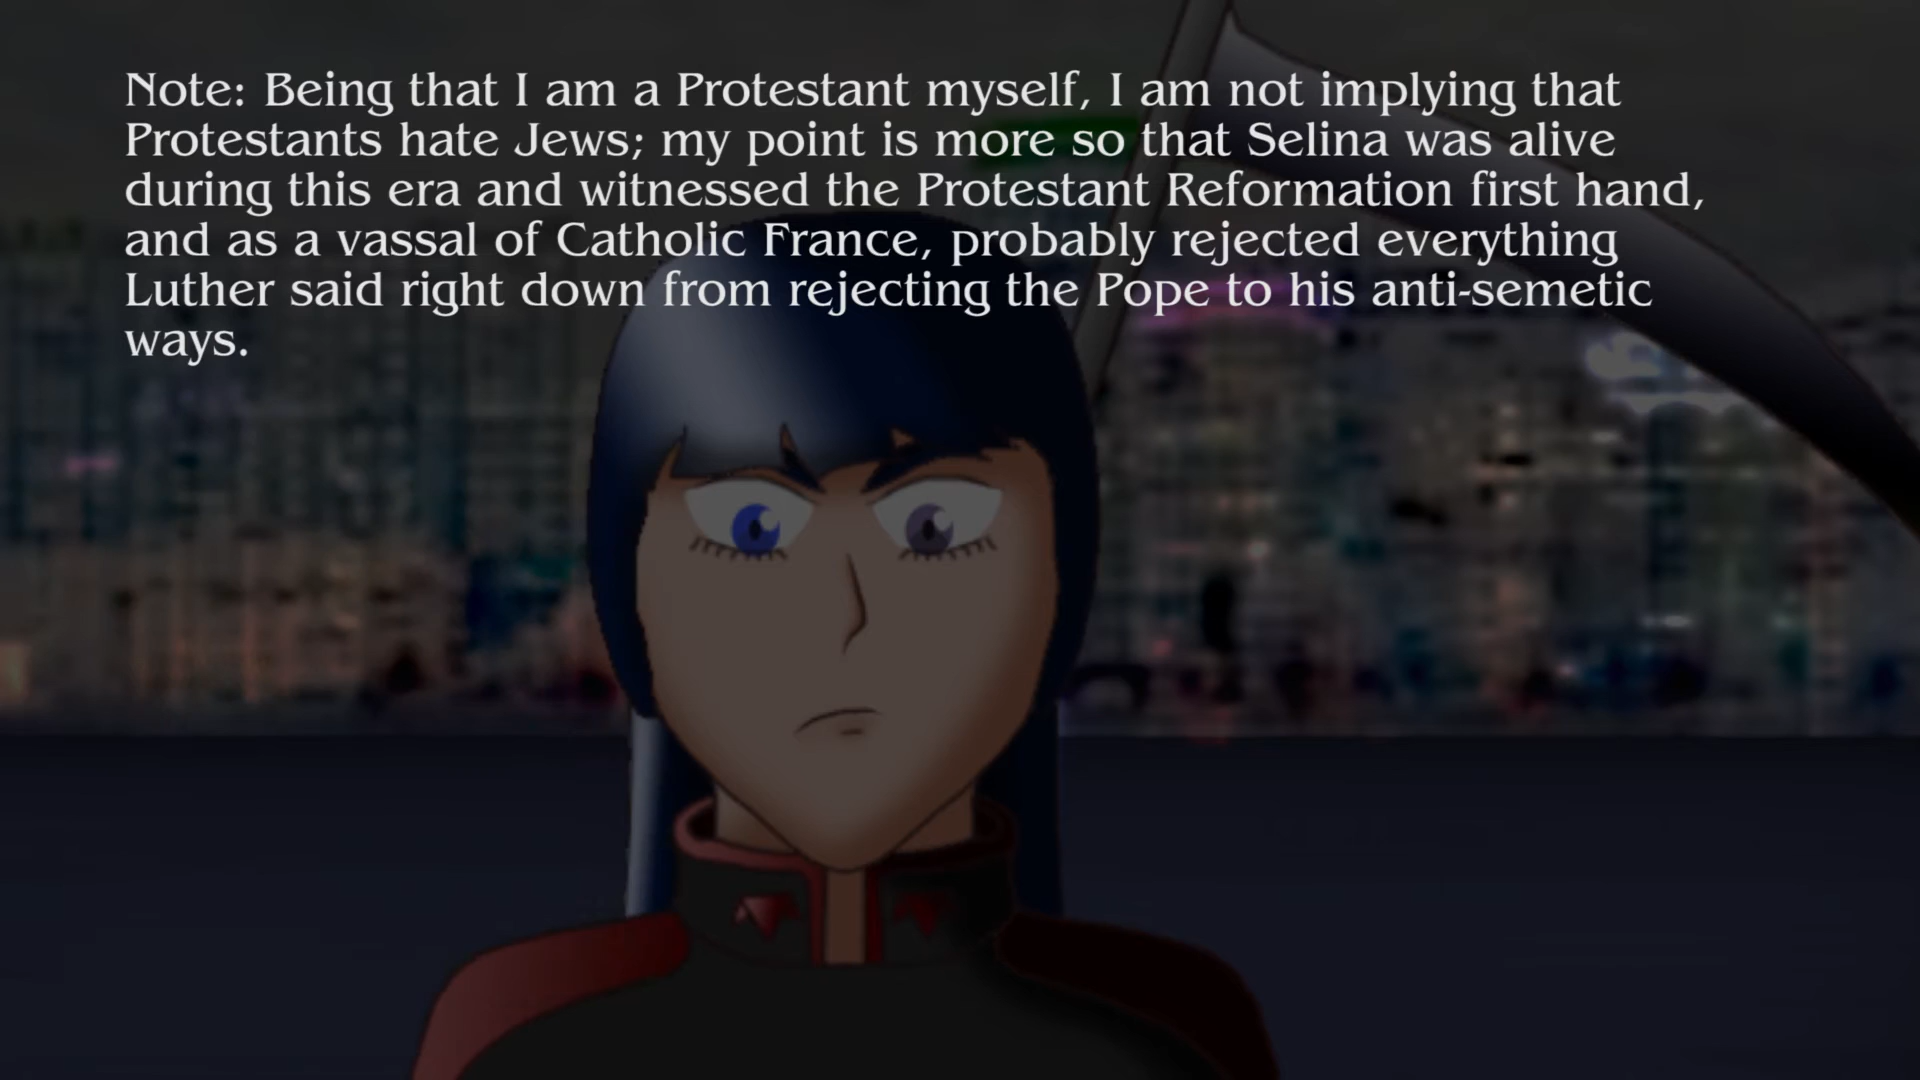 Note: Being that I am a Protestant myself, I am not implying that
Protestants hate Jews; my point is more so that Selina was alive
during this era and witnessed the Protestant Reformation first hand,
and as a vassal of Catholic France, probably rejected everything
Luther said right down from rejecting the Pope to his anti-semetic
ways.